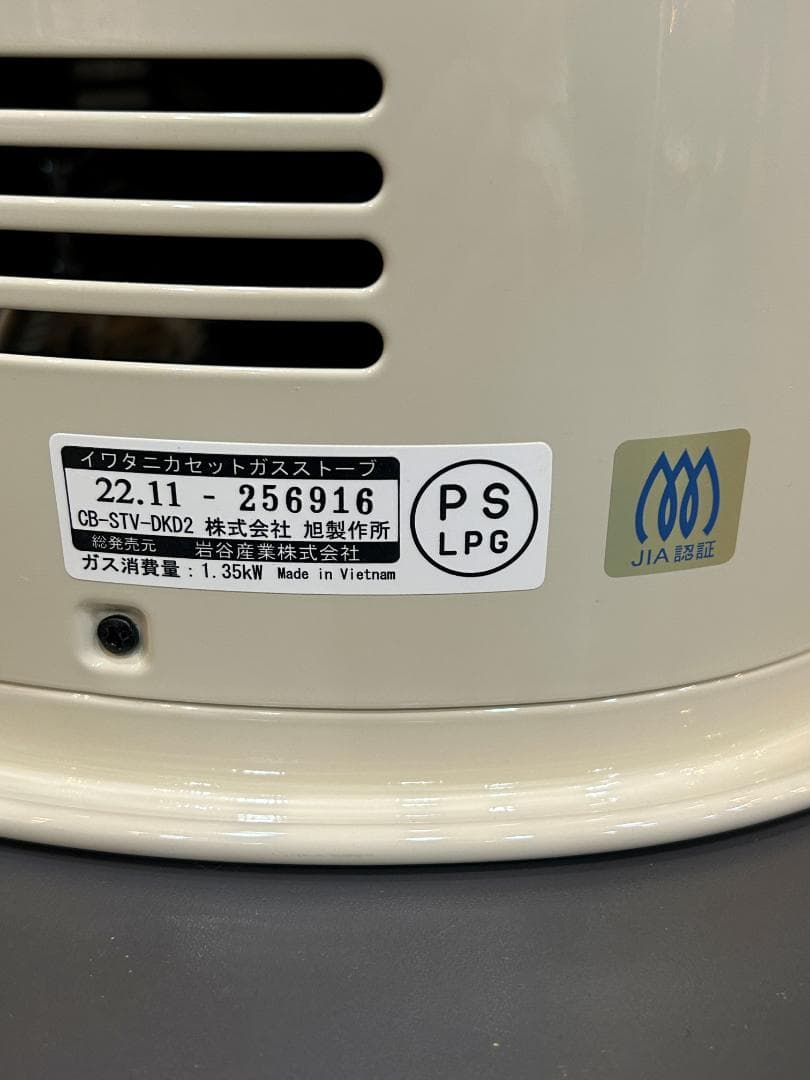 イワタニカセットガスストーブ
22.11 - 256916
CB-STV-DKD2 株式会社 旭製作所
総発売元 岩谷産業株式会社
ガス消費量:1.35kW Made in Vietnam
PS
LPG
JIA認証